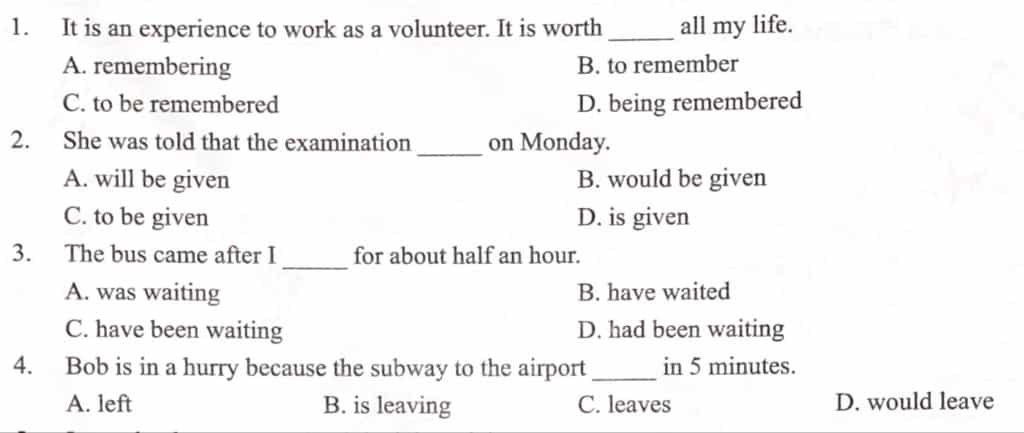 1. It is an experience to work as a volunteer. It is worth _____ all my life.
A. remembering B. to remember
C. to be remembered D. being remembered
2. She was told that the examination _____ on Monday.
A. will be given B. would be given
C. to be given D. is given
3. The bus came after I _____ for about half an hour.
A. was waiting B. have waited
C. have been waiting D. had been waiting
4. Bob is in a hurry because the subway to the airport _____ in 5 minutes.
A. left B. is leaving C. leaves D. would leave